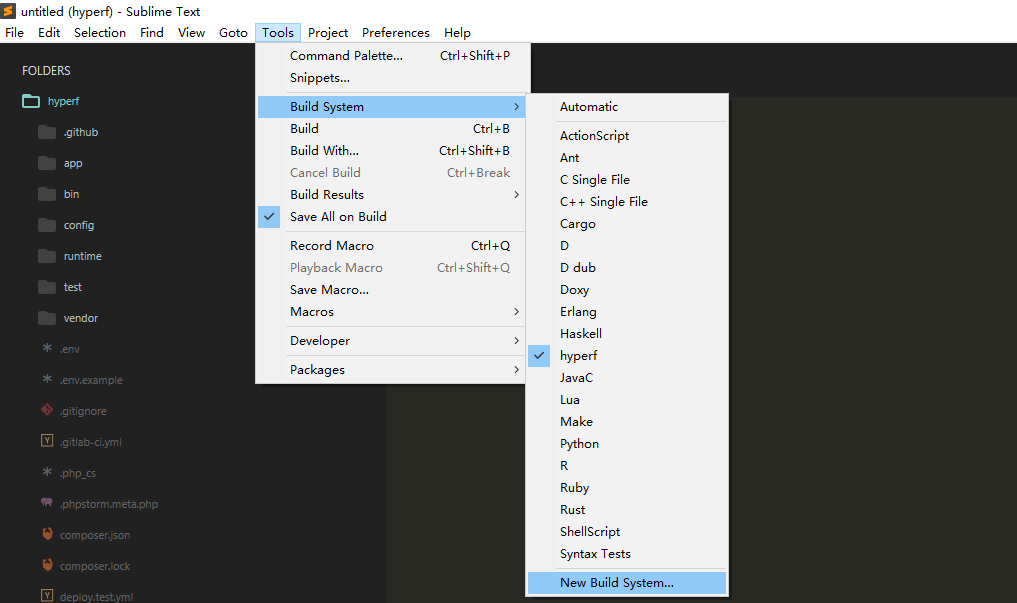 untitled (hyperf) - Sublime Text
File Edit Selection Find View Goto Tools Project Preferences Help
FOLDERS
hyperf
.github
app
bin
config
runtime
test
vendor
.env
.env.example
.gitignore
.gitlab-ci.yml
.php_cs
.phpstorm.meta.php
composer.json
composer.lock
deploy.test.yml
Command Palette... Ctrl+Shift+P
Snippets...
Build System
Build Ctrl+B
Build With... Ctrl+Shift+B
Cancel Build Ctrl+Break
Build Results
Save All on Build
Record Macro Ctrl+Q
Playback Macro Ctrl+Shift+Q
Save Macro...
Macros
Developer
Packages
Automatic
ActionScript
Ant
C Single File
C++ Single File
Cargo
D
D dub
Doxy
Erlang
Haskell
hyperf
JavaC
Lua
Make
Python
R
Ruby
Rust
ShellScript
Syntax Tests
New Build System...